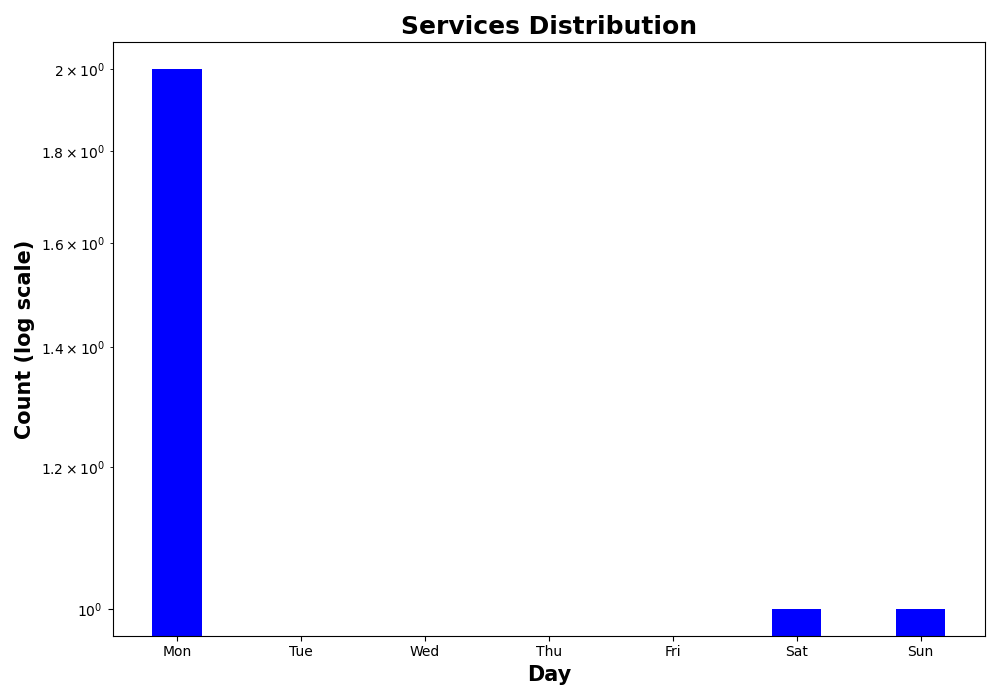 Services Distribution
Count (log scale)
2 × 10⁰
1.8 × 10⁰
1.6 × 10⁰
1.4 × 10⁰
1.2 × 10⁰
10⁰
Mon Tue Wed Thu Fri Sat Sun
Day